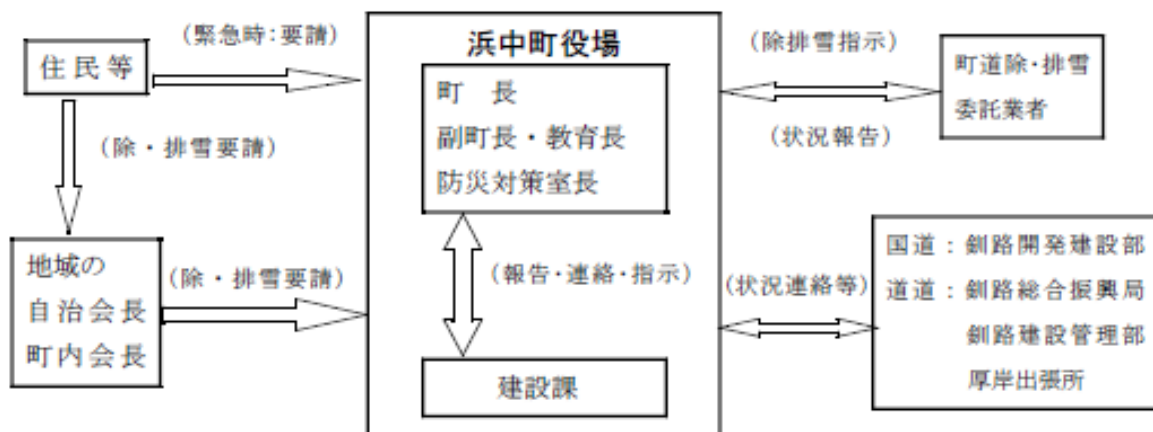 住民等
(緊急時:要請)
(除・排雪要請)
地域の
自治会長
町内会長
(除・排雪要請)
浜中町役場
町　長
副町長・教育長
防災対策室長
(報告・連絡・指示)
建設課
(除排雪指示)
(状況報告)
町道除・排雪
委託業者
(状況連絡等)
国道：釧路開発建設部
道道：釧路総合振興局
釧路建設管理部
厚岸出張所